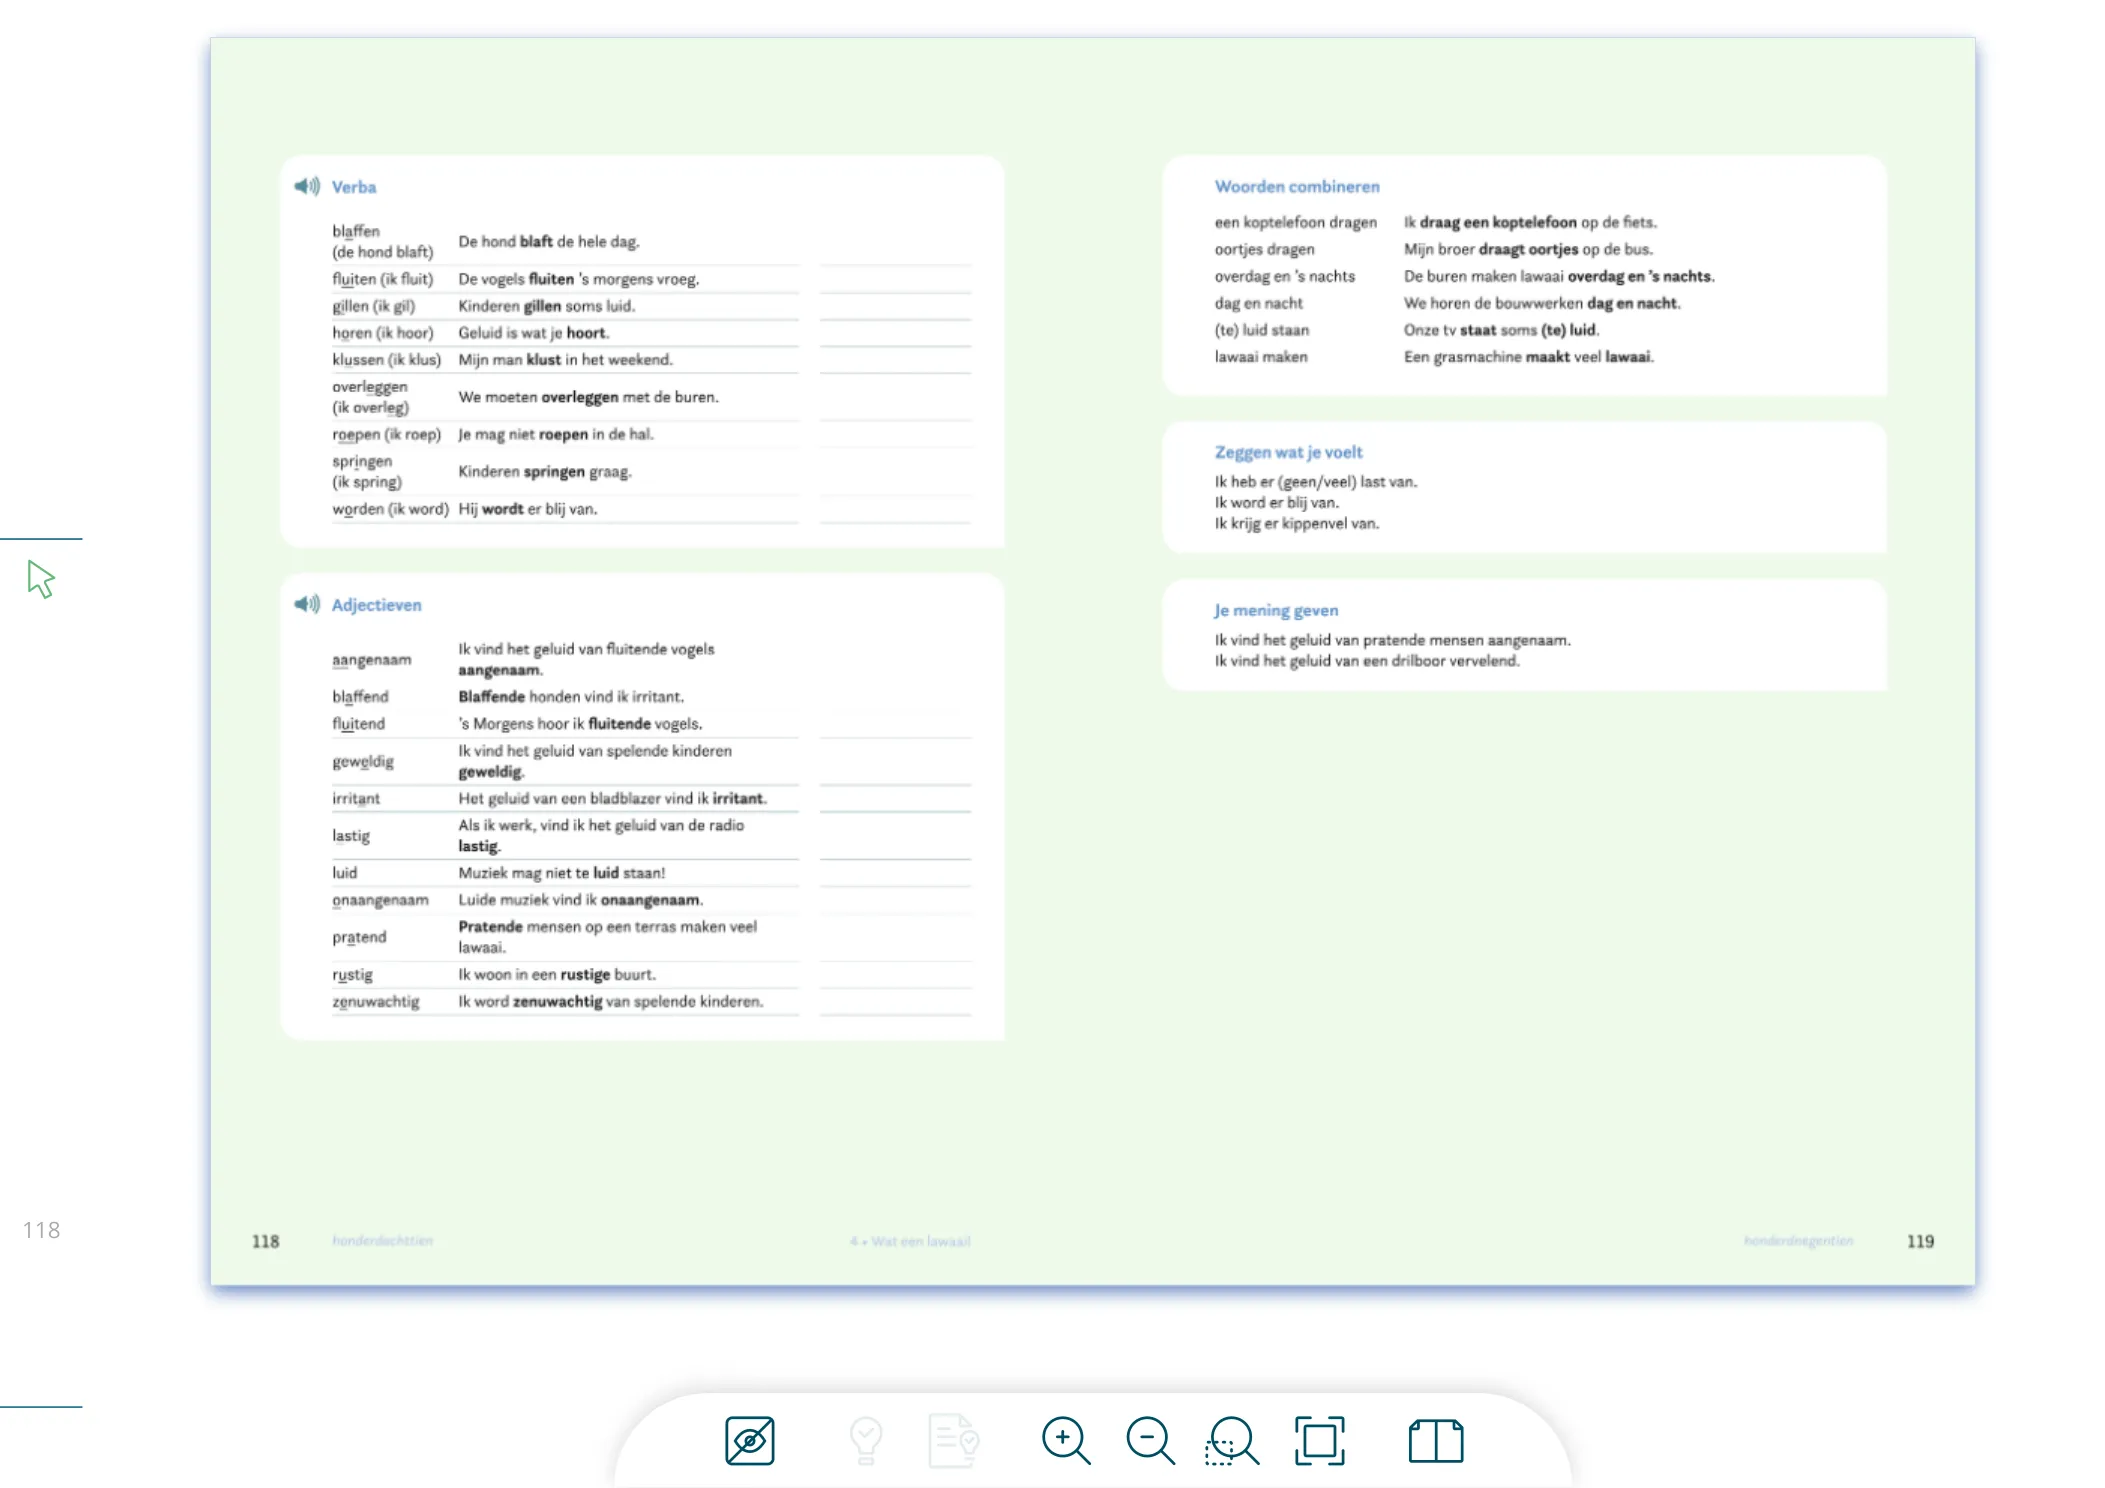 Verba
blaffen
(de hond blaft)
De hond blaft de hele dag.
fluiten (ik fluit) De vogels fluiten 's morgens vroeg.
gillen (ik gil) Kinderen gillen soms luid.
horen (ik hoor) Geluid is wat je hoort.
klussen (ik klus) Mijn man klust in het weekend.
overleggen
(ik overleg)
We moeten overleggen met de buren.
roepen (ik roep) Je mag niet roepen in de hal.
springen
(ik spring)
Kinderen springen graag.
worden (ik word) Hij wordt er blij van.
Adjectieven
aangenaam
Ik vind het geluid van fluitende vogels
aangenaam.
blaffend Blaffende honden vind ik irritant.
fluitend 's Morgens hoor ik fluitende vogels.
geweldig
Ik vind het geluid van spelende kinderen
geweldig.
irritant Het geluid van een bladblazer vind ik irritant.
lastig
Als ik werk, vind ik het geluid van de radio
lastig.
luid Muziek mag niet te luid staan!
onaangenaam Luide muziek vind ik onaangenaam.
pratend
Pratende mensen op een terras maken veel
lawaai.
rustig Ik woon in een rustige buurt.
zenuwachtig Ik word zenuwachtig van spelende kinderen.
118 honderdachttien 4 • Wat een lawaai!
Woorden combineren
een koptelefoon dragen Ik draag een koptelefoon op de fiets.
oortjes dragen Mijn broer draagt oortjes op de bus.
overdag en 's nachts De buren maken lawaai overdag en 's nachts.
dag en nacht We horen de bouwwerken dag en nacht.
(te) luid staan Onze tv staat soms (te) luid.
lawaai maken Een grasmachine maakt veel lawaai.
Zeggen wat je voelt
Ik heb er (geen/veel) last van.
Ik word er blij van.
Ik krijg er kippenvel van.
Je mening geven
Ik vind het geluid van pratende mensen aangenaam.
Ik vind het geluid van een drilboor vervelend.
honderdnegentien 119
118